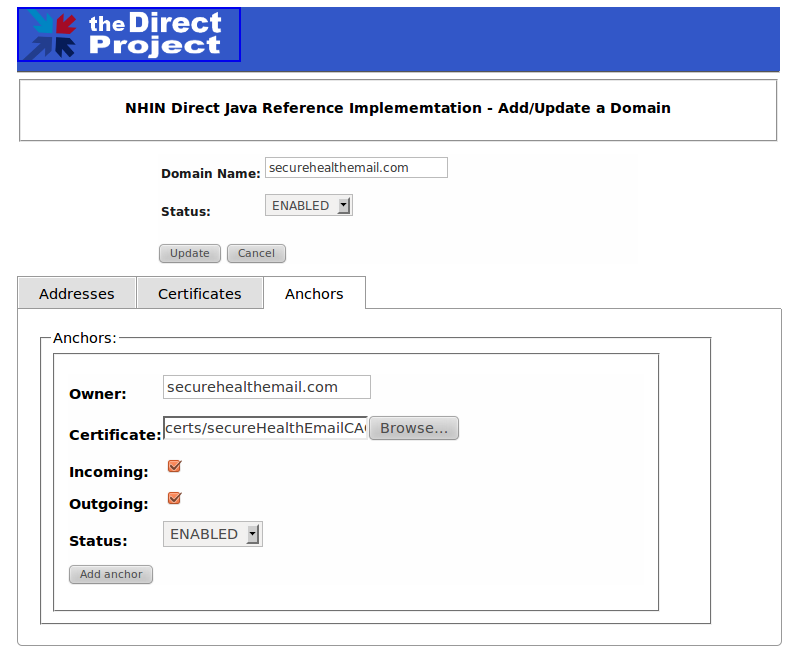 the Direct
Project
NHIN Direct Java Reference Implememtation - Add/Update a Domain
Domain Name: securehealthemail.com
Status: ENABLED
Update Cancel
Addresses Certificates Anchors
Anchors:
Owner: securehealthemail.com
Certificate: certs/secureHealthEmailCA Browse...
Incoming:
Outgoing:
Status: ENABLED
Add anchor